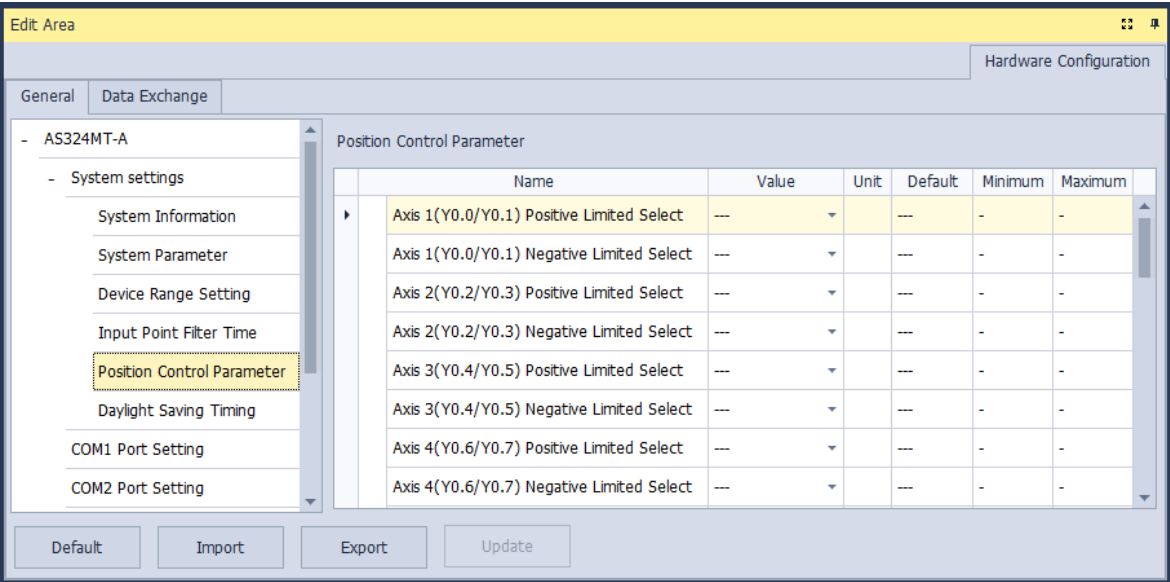 Edit Area
Hardware Configuration
General Data Exchange
- AS324MT-A
- System settings
System Information
System Parameter
Device Range Setting
Input Point Filter Time
Position Control Parameter
Daylight Saving Timing
COM1 Port Setting
COM2 Port Setting
Position Control Parameter
Name Value Unit Default Minimum Maximum
Axis 1(Y0.0/Y0.1) Positive Limited Select --- --- - -
Axis 1(Y0.0/Y0.1) Negative Limited Select --- --- - -
Axis 2(Y0.2/Y0.3) Positive Limited Select --- --- - -
Axis 2(Y0.2/Y0.3) Negative Limited Select --- --- - -
Axis 3(Y0.4/Y0.5) Positive Limited Select --- --- - -
Axis 3(Y0.4/Y0.5) Negative Limited Select --- --- - -
Axis 4(Y0.6/Y0.7) Positive Limited Select --- --- - -
Axis 4(Y0.6/Y0.7) Negative Limited Select --- --- - -
Default Import Export Update